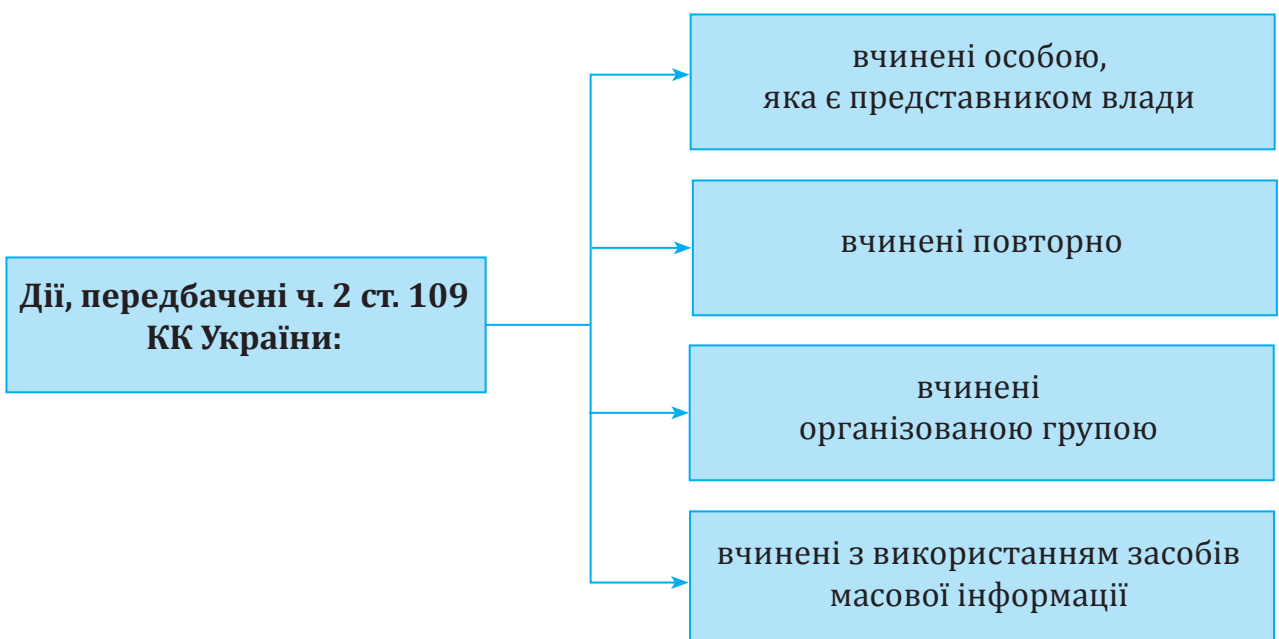 вчинені особою,
яка є представником влади
вчинені повторно
Дії, передбачені ч. 2 ст. 109
КК України:
вчинені
організованою групою
вчинені з використанням засобів
масової інформації